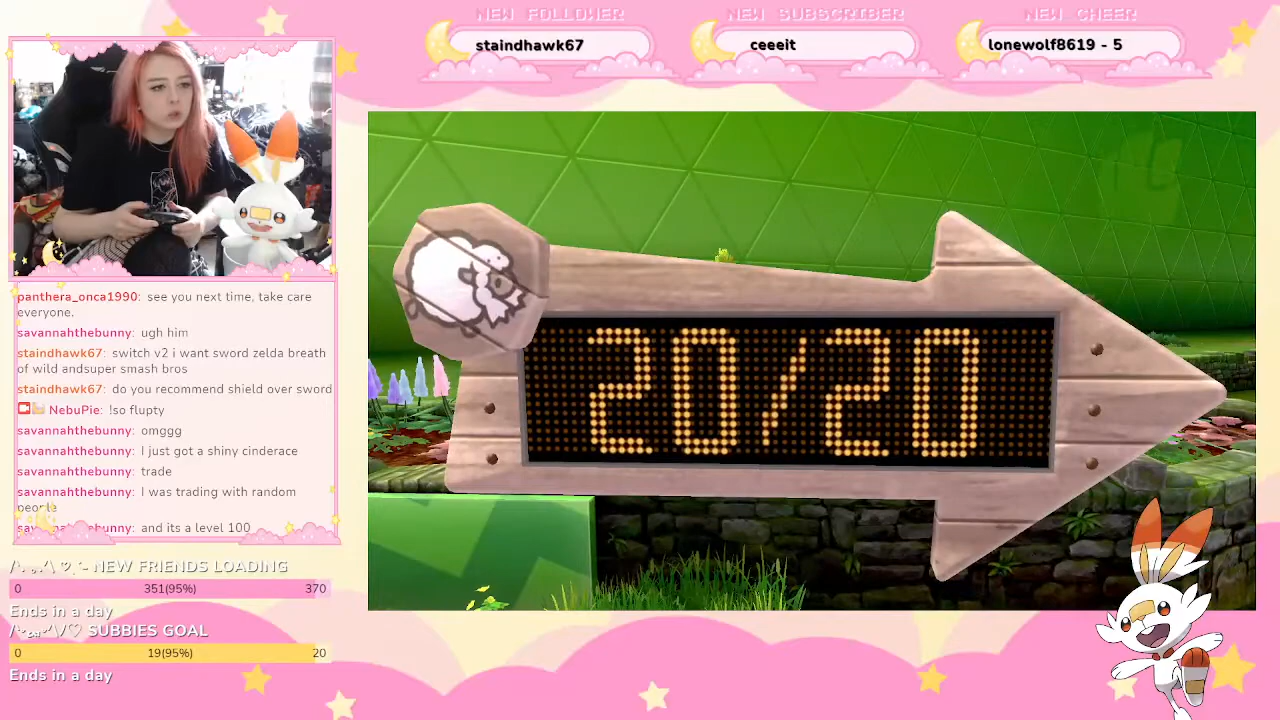 NEW FOLLOWER
NEW SUBSCRIBER
NEW CHEER
staindhawk67
ceeeit
lonewolf8619 - 5
20/20
panthera_onca1990: see you next time, take care
everyone.
savannahthebunny: ugh him
staindhawk67: switch v2 i want sword zelda breath
of wild andsuper smash bros
staindhawk67: do you recommend shield over sword
NebuPie: !so flupty
savannahthebunny: omggg
savannahthebunny: I just got a shiny cinderace
savannahthebunny: trade
savannahthebunny: I was trading with random
people
savannahthebunny: and its a level 100
NEW FRIENDS LOADING
0 351(95%) 370
Ends in a day
SUBBIES GOAL
0 19(95%) 20
Ends in a day